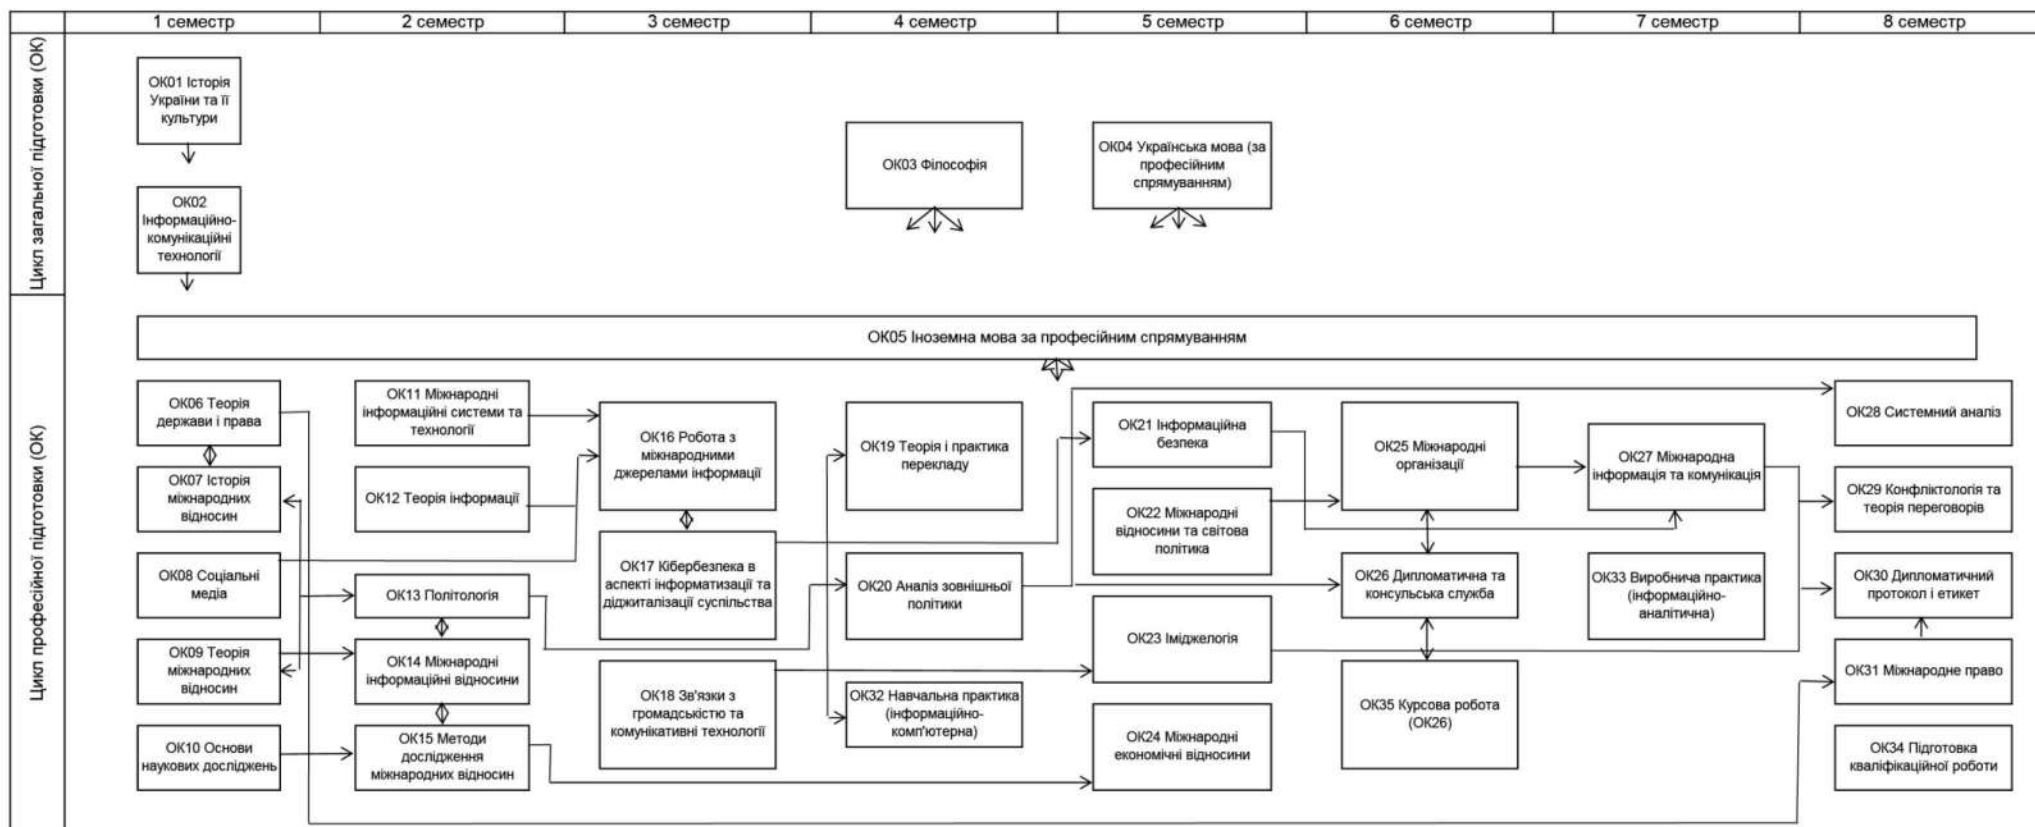 1 семестр
2 семестр
3 семестр
4 семестр
5 семестр
6 семестр
7 семестр
8 семестр
Цикл загальної підготовки (ОК)
ОК01 Історія
України та її
культури
ОК02
Інформаційно-
комунікаційні
технології
ОК03 Філософія
ОК04 Українська мова (за
професійним
спрямуванням)
Цикл професійної підготовки (ОК)
ОК05 Іноземна мова за професійним спрямуванням
ОК06 Теорія
держави і права
ОК07 Історія
міжнародних
відносин
ОК08 Соціальні
медіа
ОК09 Теорія
міжнародних
відносин
ОК10 Основи
наукових досліджень
ОК11 Міжнародні
інформаційні системи та
технології
ОК12 Теорія інформації
ОК13 Політологія
ОК14 Міжнародні
інформаційні відносини
ОК15 Методи
дослідження
міжнародних відносин
ОК16 Робота з
міжнародними
джерелами інформації
ОК17 Кібербезпека в
аспекті інформатизації та
діджиталізації суспільства
ОК18 Зв'язки з
громадськістю та
комунікативні технології
ОК19 Теорія і практика
перекладу
ОК20 Аналіз зовнішньої
політики
ОК32 Навчальна практика
(інформаційно-
комп'ютерна)
ОК21 Інформаційна
безпека
ОК22 Міжнародні
відносини та світова
політика
ОК23 Іміджелогія
ОК24 Міжнародні
економічні відносини
ОК25 Міжнародні
організації
ОК26 Дипломатична та
консульська служба
ОК35 Курсова робота
(ОК26)
ОК27 Міжнародна
інформація та комунікація
ОК33 Виробнича практика
(інформаційно-
аналітична)
ОК28 Системний аналіз
ОК29 Конфліктологія та
теорія переговорів
ОК30 Дипломатичний
протокол і етикет
ОК31 Міжнародне право
ОК34 Підготовка
кваліфікаційної роботи